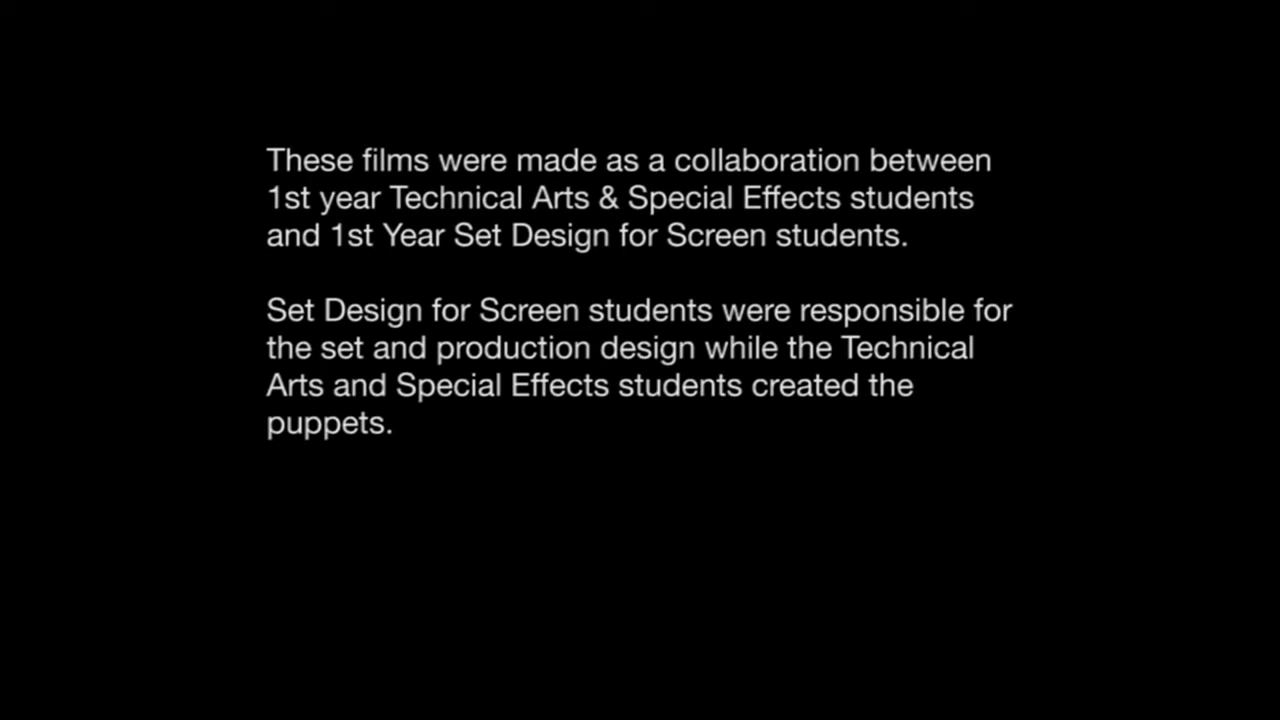 These films were made as a collaboration between
1st year Technical Arts & Special Effects students
and 1st Year Set Design for Screen students.
Set Design for Screen students were responsible for
the set and production design while the Technical
Arts and Special Effects students created the
puppets.